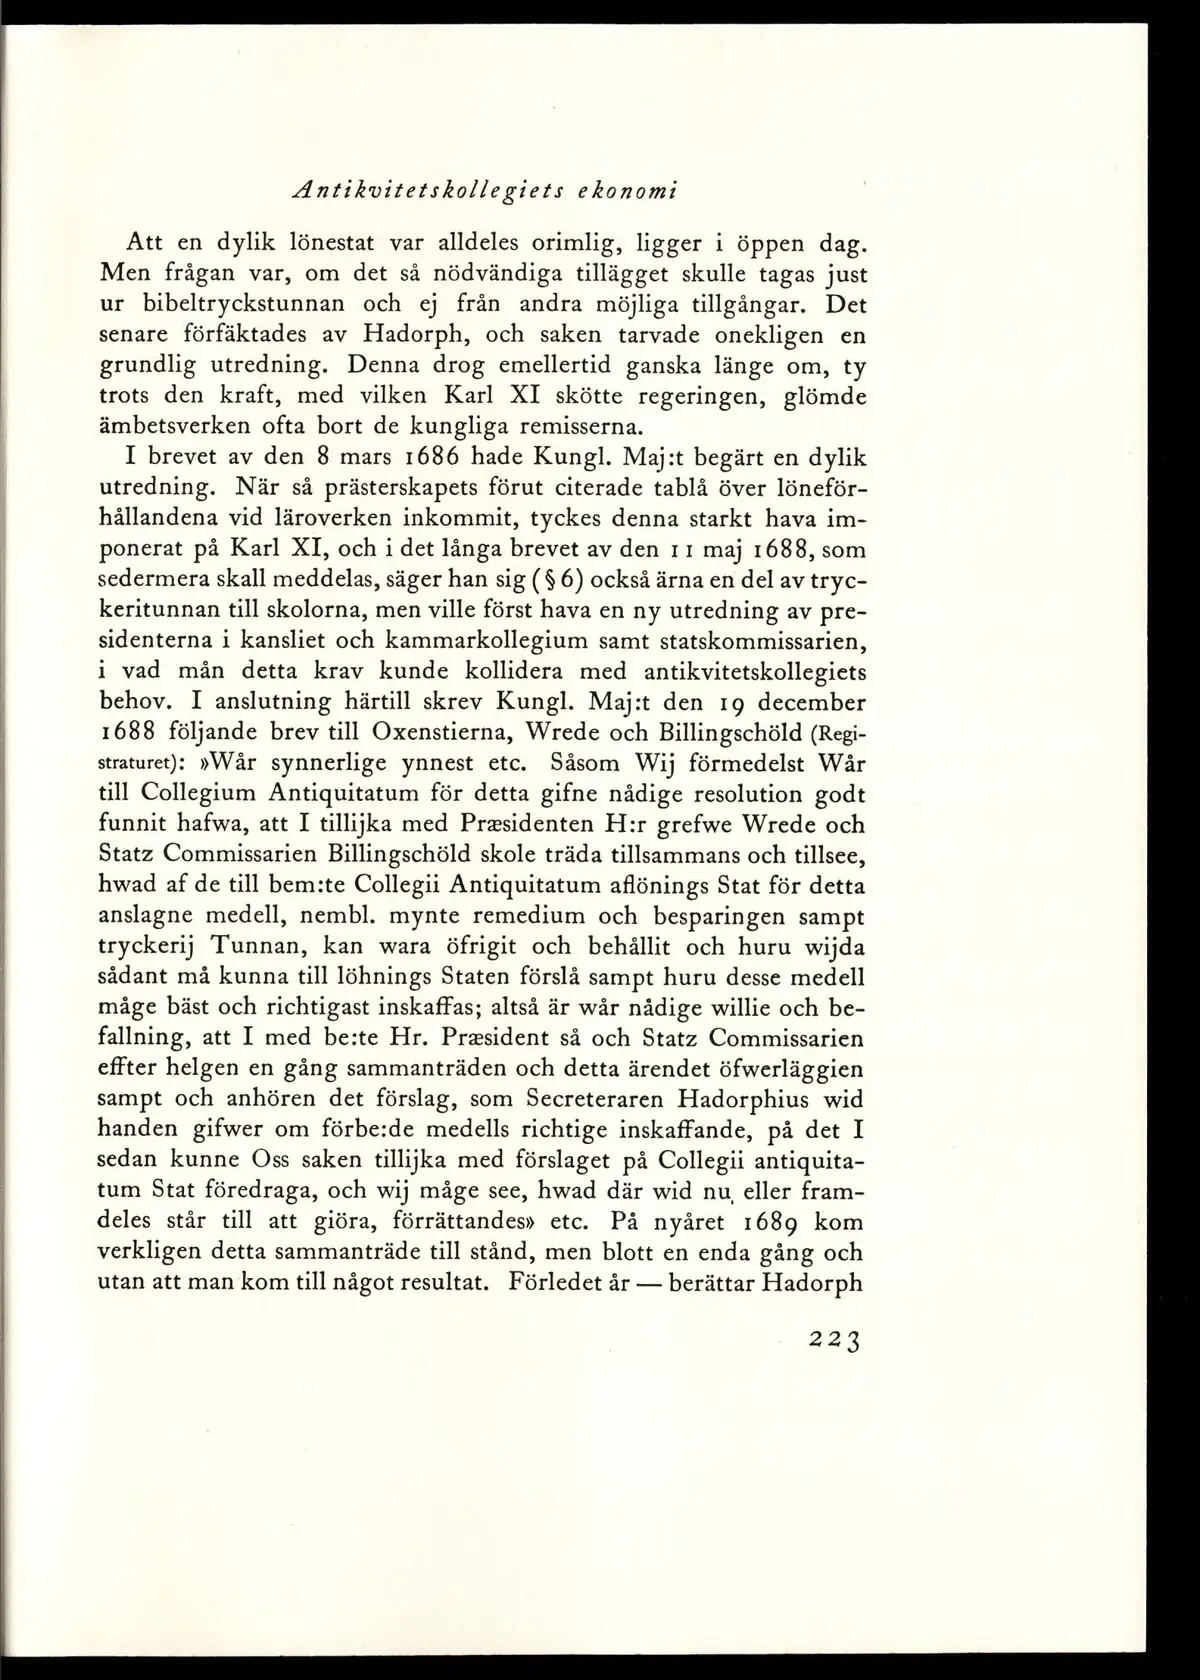 Antikvitetskollegiets ekonomi
Att en dylik lönestat var alldeles orimlig, ligger i öppen dag.
Men frågan var, om det så nödvändiga tillägget skulle tagas just
ur bibeltryckstunnan och ej från andra möjliga tillgångar. Det
senare förfäktades av Hadorph, och saken tarvade onekligen en
grundlig utredning. Denna drog emellertid ganska länge om, ty
trots den kraft, med vilken Karl XI skötte regeringen, glömde
ämbetsverken ofta bort de kungliga remisserna.
I brevet av den 8 mars 1686 hade Kungl. Maj:t begärt en dylik
utredning. När så prästerskapets förut citerade tablå över löneför-
hållandena vid läroverken inkommit, tyckes denna starkt hava im-
ponerat på Karl XI, och i det långa brevet av den 11 maj 1688, som
sedermera skall meddelas, säger han sig (§ 6) också ärna en del av tryc-
keritunnan till skolorna, men ville först hava en ny utredning av pre-
sidenterna i kansliet och kammarkollegium samt statskommissarien,
i vad mån detta krav kunde kollidera med antikvitetskollegiets
behov. I anslutning härtill skrev Kungl. Maj:t den 19 december
1688 följande brev till Oxenstierna, Wrede och Billingschöld (Regi-
straturet): »Wår synnerlige ynnest etc. Såsom Wij förmedelst Wår
till Collegium Antiquitatum för detta gifne nådige resolution godt
funnit hafwa, att I tillijka med Præsidenten H:r grefwe Wrede och
Statz Commissarien Billingschöld skole träda tillsammans och tillsee,
hwad af de till bem:te Collegii Antiquitatum aflönings Stat för detta
anslagne medell, nembl. mynte remedium och besparingen sampt
tryckerij Tunnan, kan wara öfrigit och behållit och huru wijda
sådant må kunna till löhnings Staten förslå sampt huru desse medell
måge bäst och richtigast inskaffas; altså är wår nådige willie och be-
fallning, att I med be:te Hr. Præsident så och Statz Commissarien
effter helgen en gång sammanträden och detta ärendet öfwerläggien
sampt och anhören det förslag, som Secreteraren Hadorphius wid
handen gifwer om förbe:de medells richtige inskaffande, på det I
sedan kunne Oss saken tillijka med förslaget på Collegii antiquita-
tum Stat föredraga, och wij måge see, hwad där wid nu eller fram-
deles står till att giöra, förrättandes» etc. På nyåret 1689 kom
verkligen detta sammanträde till stånd, men blott en enda gång och
utan att man kom till något resultat. Förledet år — berättar Hadorph
223